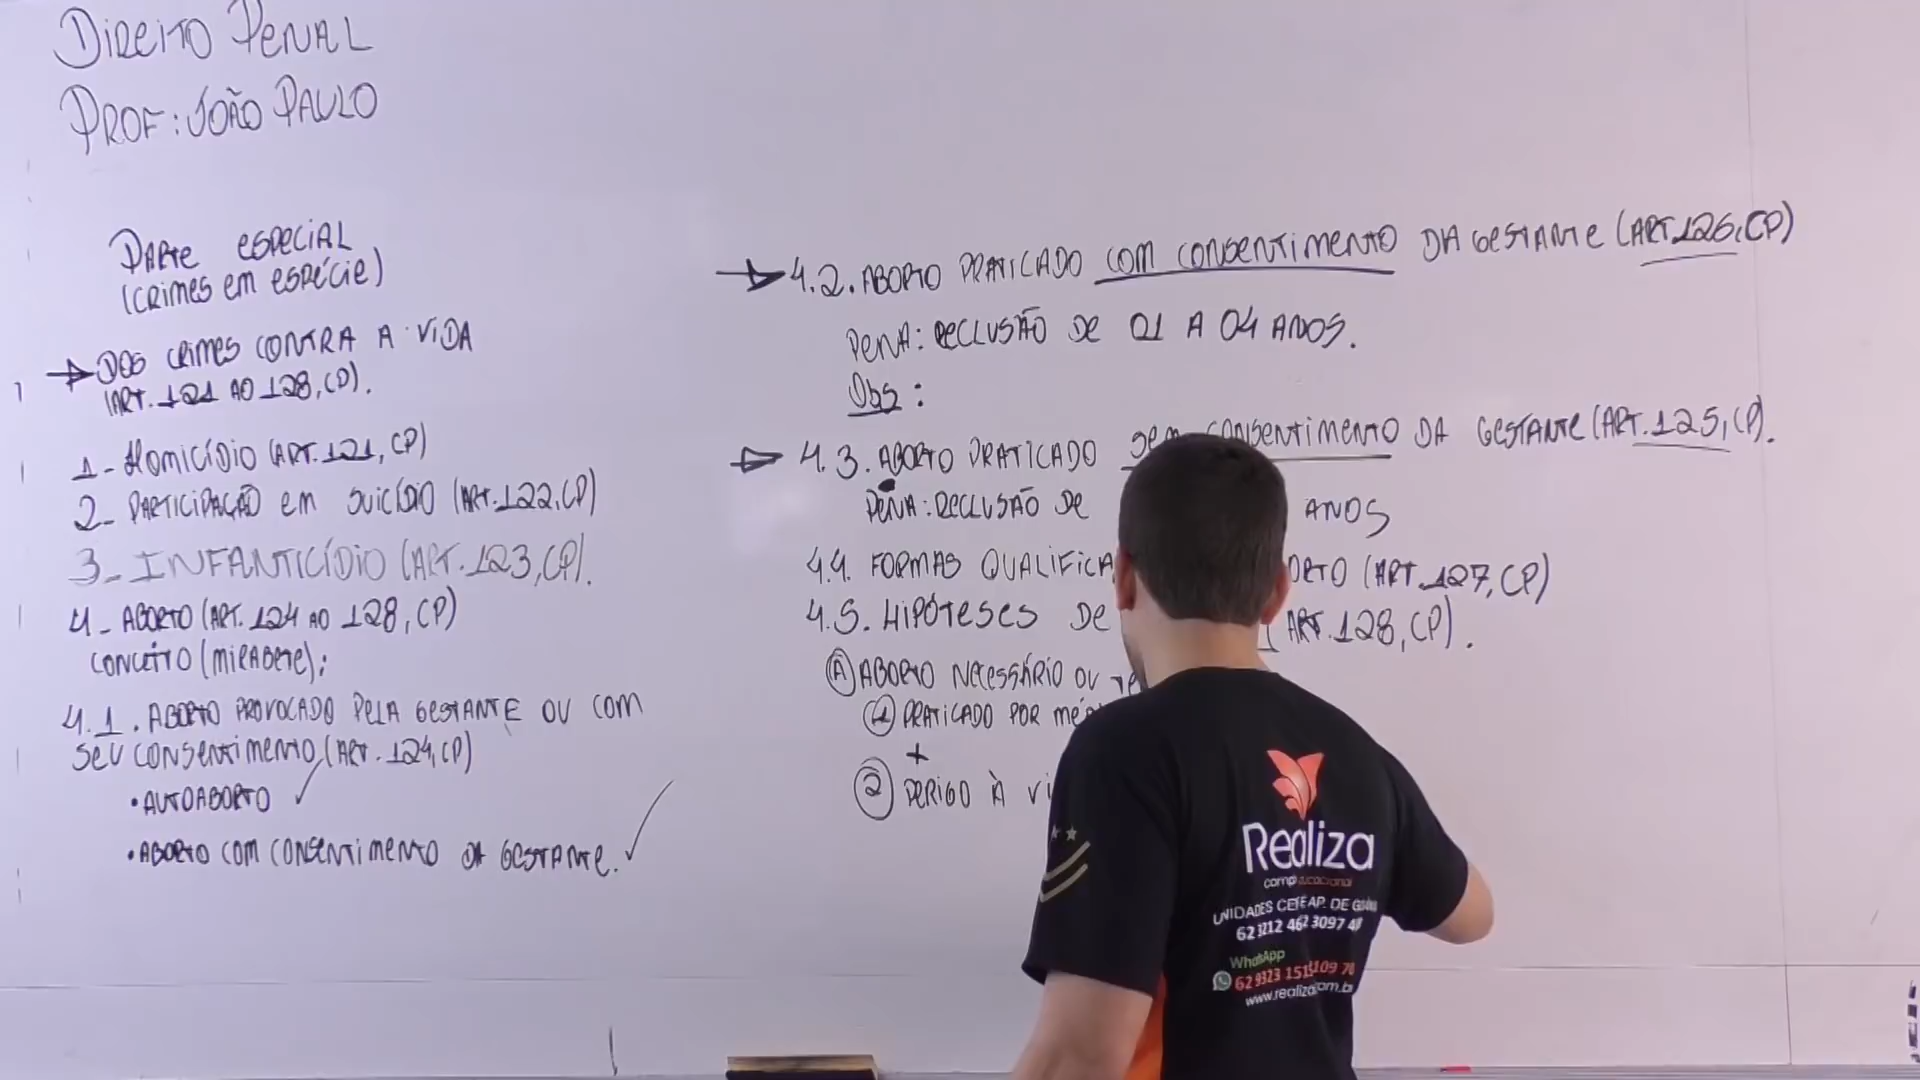 DIREITO PENAL
PROF: JOÃO PAULO
PARTE ESPECIAL
(CRIMES EM ESPÉCIE)
DOS CRIMES CONTRA A VIDA
(ART. 121 AO 128, CP).
1- HOMICÍDIO (ART. 121, CP)
2- PARTICIPAÇÃO EM SUICÍDIO (ART. 122, CP)
3- INFANTICÍDIO (ART. 123, CP).
4- ABORTO (ART. 124 AO 128, CP)
CONCEITO (MIRABETE):
4.1. ABORTO PROVOCADO PELA GESTANTE OU COM
SEU CONSENTIMENTO (ART. 124, CP)
• AUTOABORTO
• ABORTO COM CONSENTIMENTO DA GESTANTE.
4.2. ABORTO PRATICADO COM CONSENTIMENTO DA GESTANTE (ART. 126, CP)
PENA: RECLUSÃO DE 01 A 04 ANOS.
Obs:
4.3. ABORTO PRATICADO SEM CONSENTIMENTO DA GESTANTE (ART. 125, CP).
PENA: RECLUSÃO DE ANOS
4.4. FORMAS (ART. 127, CP)
4.5. HIPÓTESES DE (ART. 128, CP).
A ABORTO NECESSÁRIO OU
1 PRATICADO POR
+
2 PERIGO À
Realiza
WhatsApp